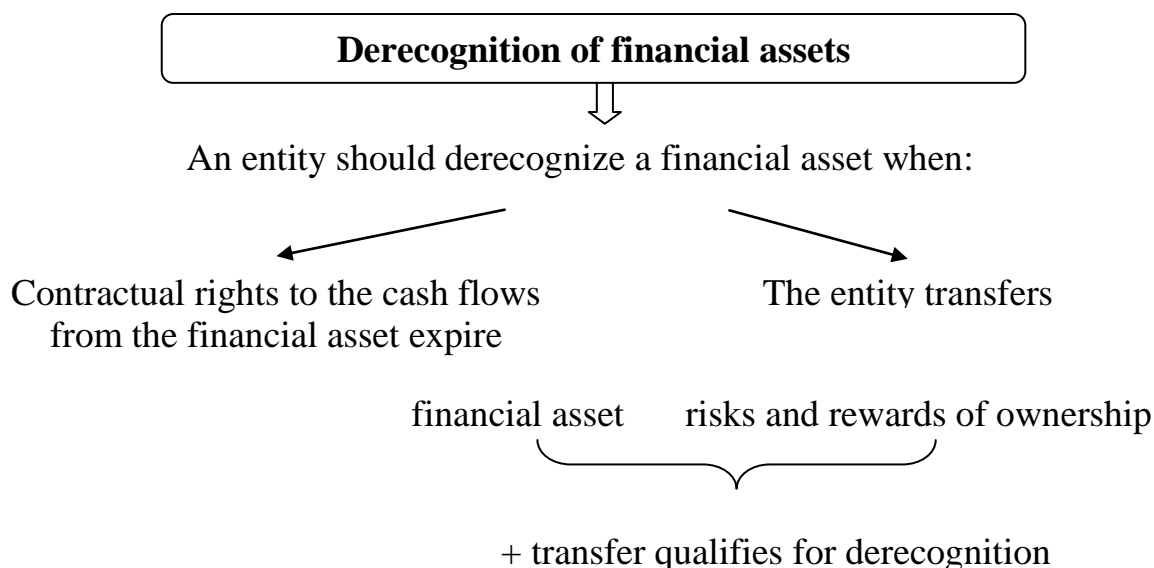 Derecognition of financial assets
An entity should derecognize a financial asset when:
Contractual rights to the cash flows
from the financial asset expire
The entity transfers
financial asset risks and rewards of ownership
+ transfer qualifies for derecognition